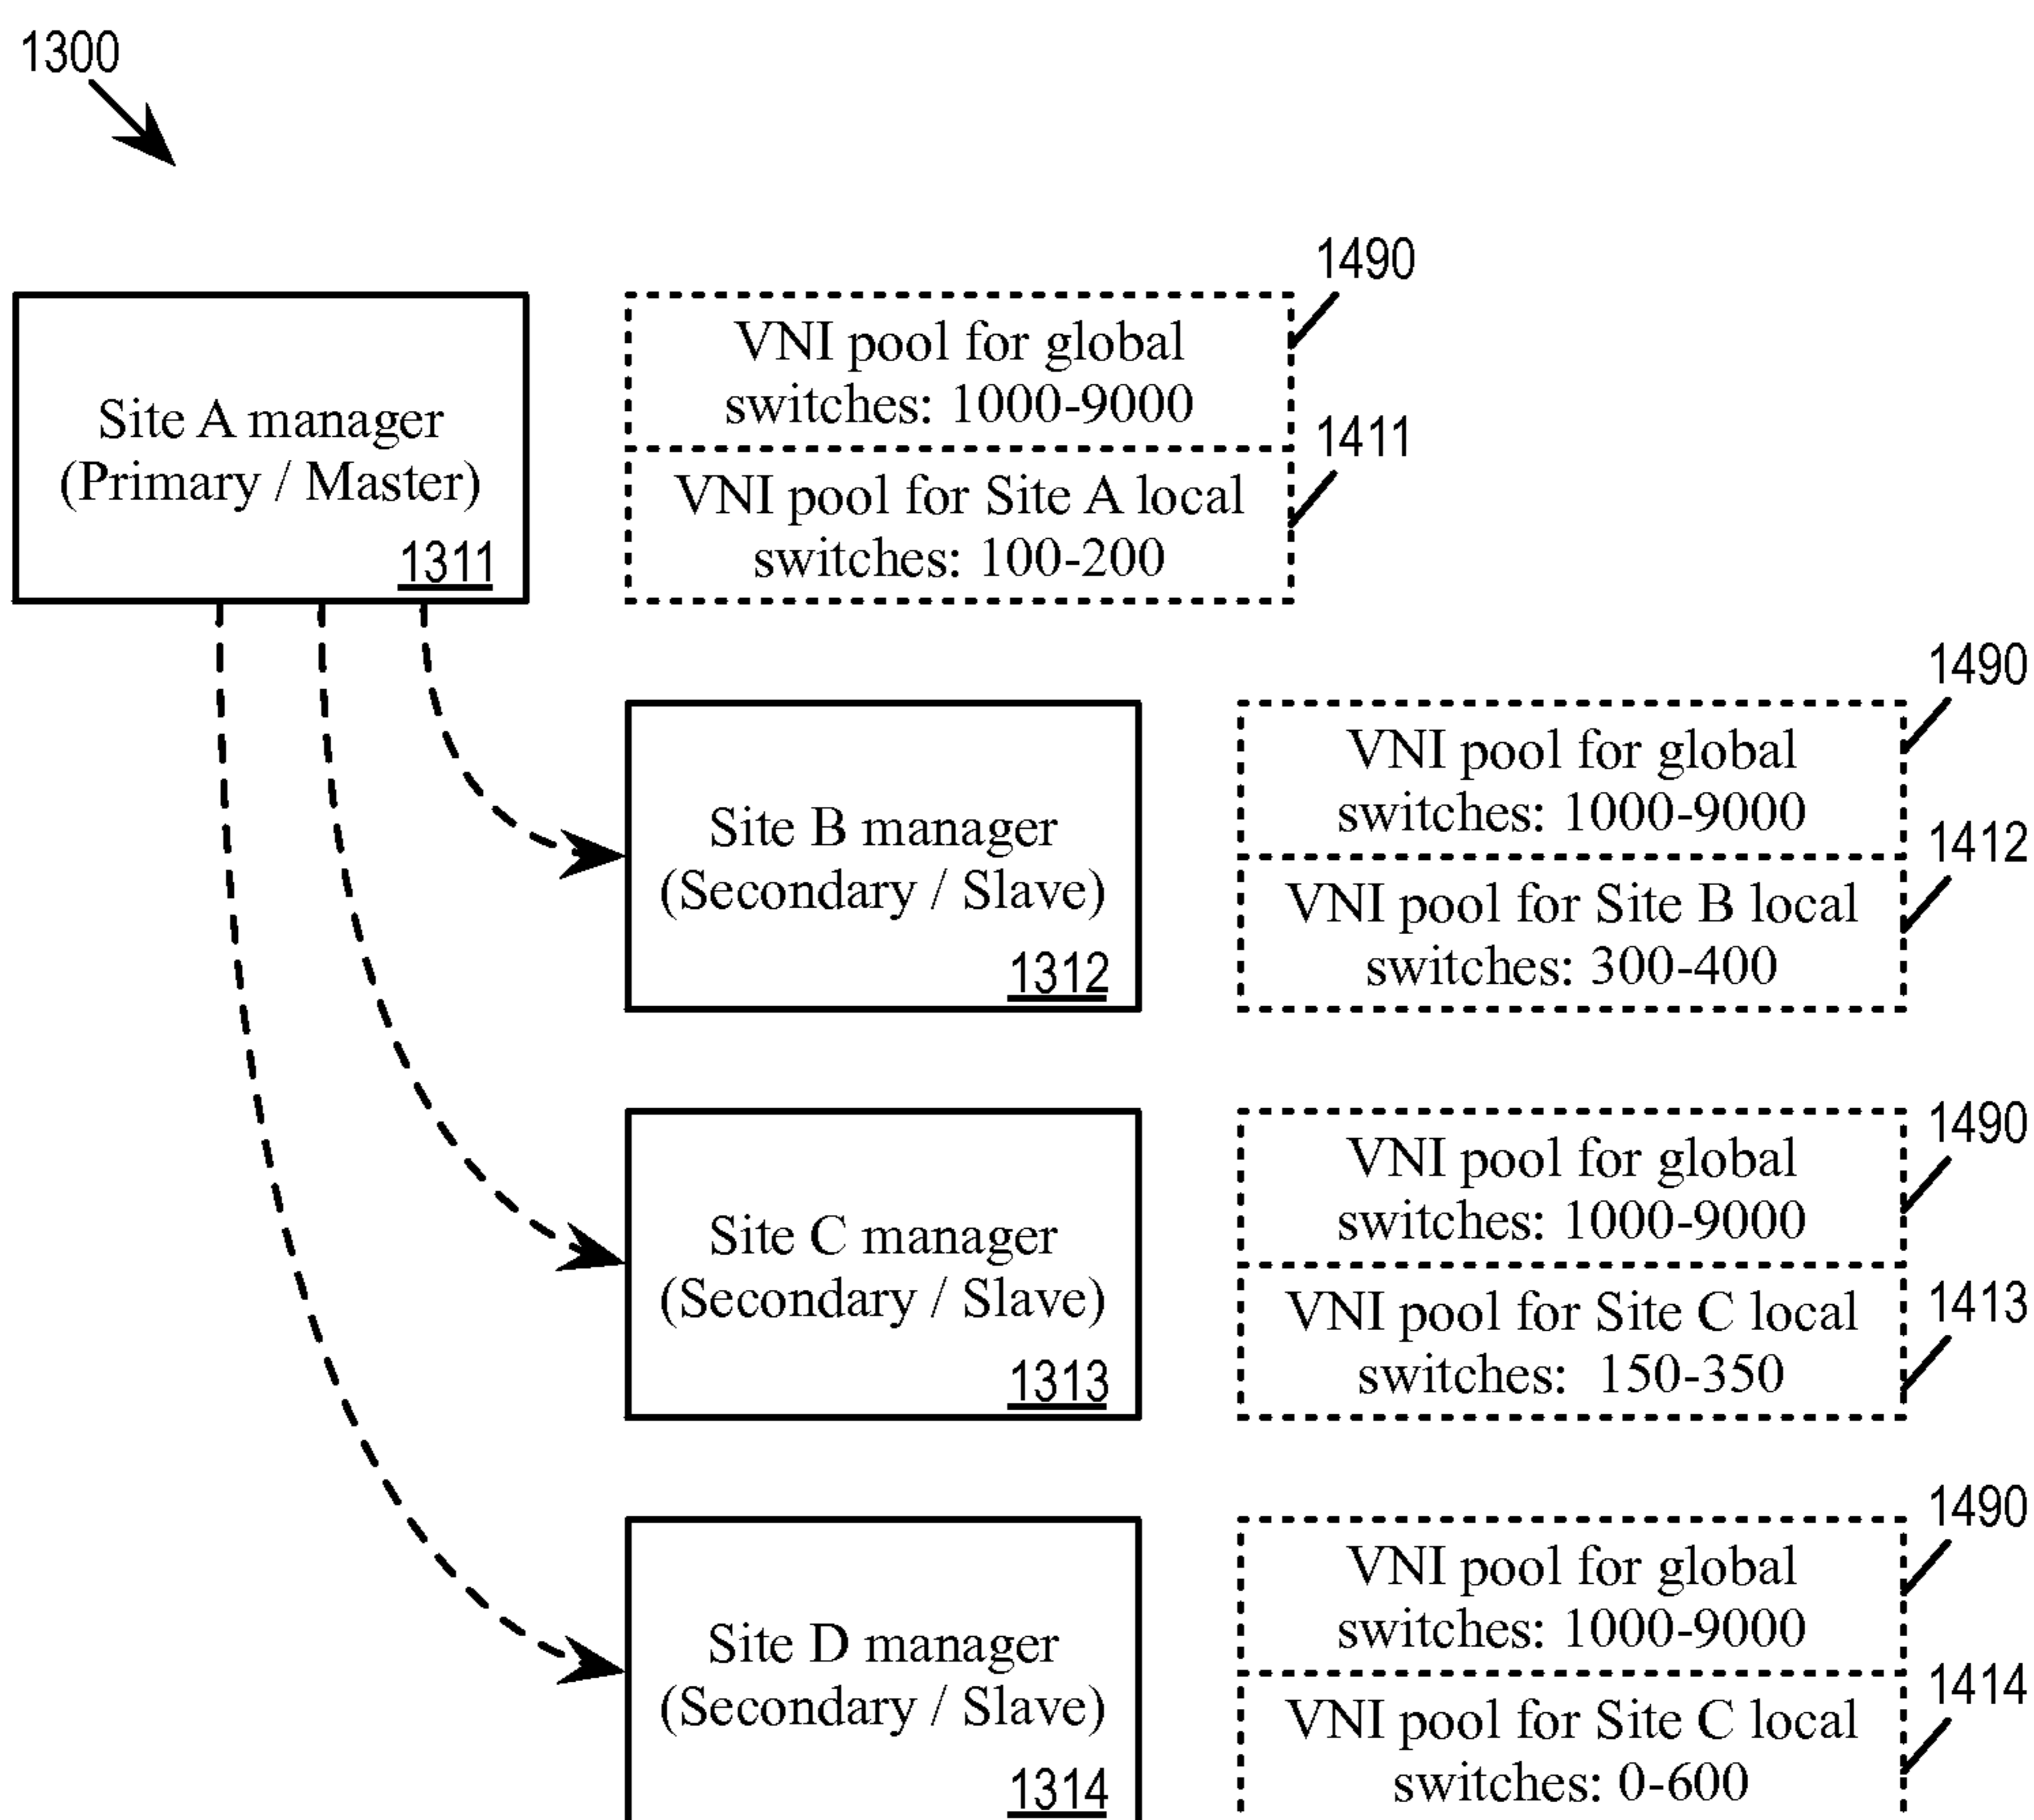 1300
1490
VNI pool for global
switches: 1000-9000
1411
Site A manager
(Primary / Master)
1311
VNI pool for Site A local
switches: 100-200
1490
VNI pool for global
switches: 1000-9000
1412
Site B manager
(Secondary / Slave)
1312
VNI pool for Site B local
switches: 300-400
1490
VNI pool for global
switches: 1000-9000
1413
Site C manager
(Secondary / Slave)
1313
VNI pool for Site C local
switches:  150-350
1490
VNI pool for global
switches: 1000-9000
1414
Site D manager
(Secondary / Slave)
1314
VNI pool for Site C local
switches: 0-600